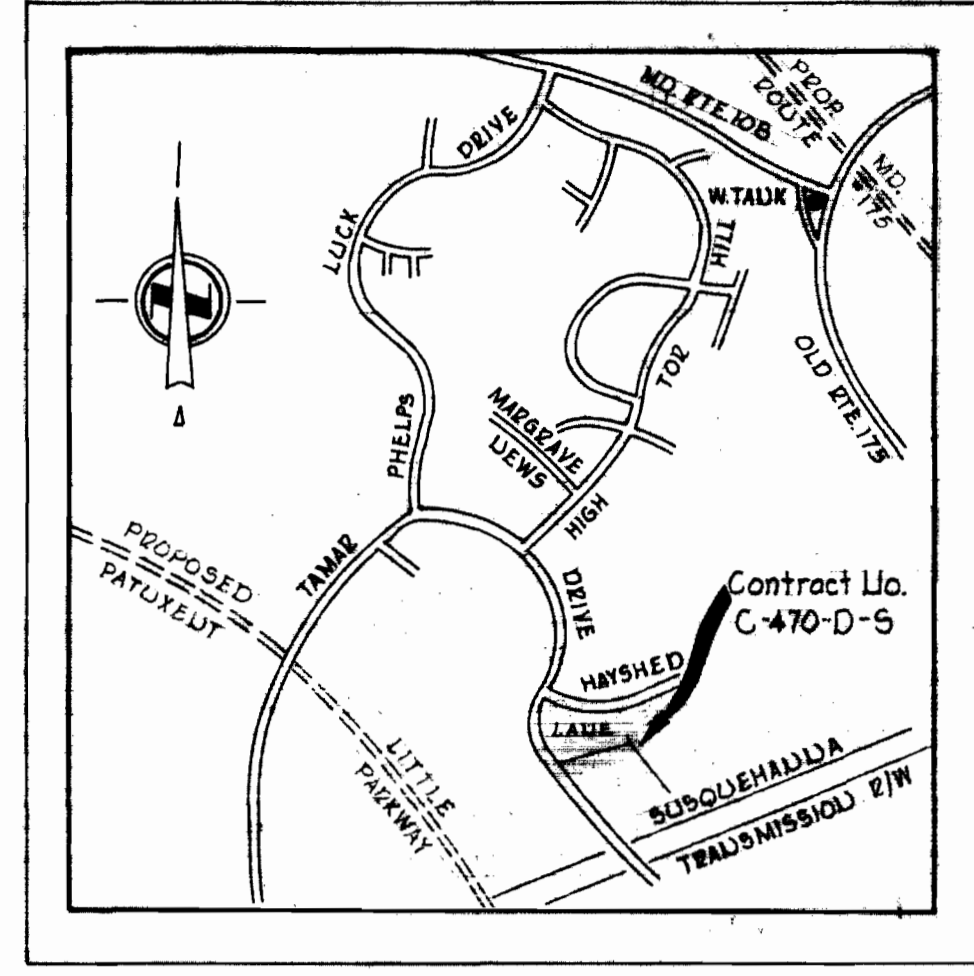 MD. RTE. 108
PROP.
ROUTE
MD.
#175
DRIVE
W. TANK
LUCK
HILL
N
TOR
OLD RTE. 175
PHELPS
MARGRAVE
MEWS
HIGH
TAMAR
PROPOSED
PATUXENT
DRIVE
Contract No.
C-470-D-S
HAYSHED
LANE
LITTLE
PARKWAY
SUSQUEHANNA
TRANSMISSION R/W